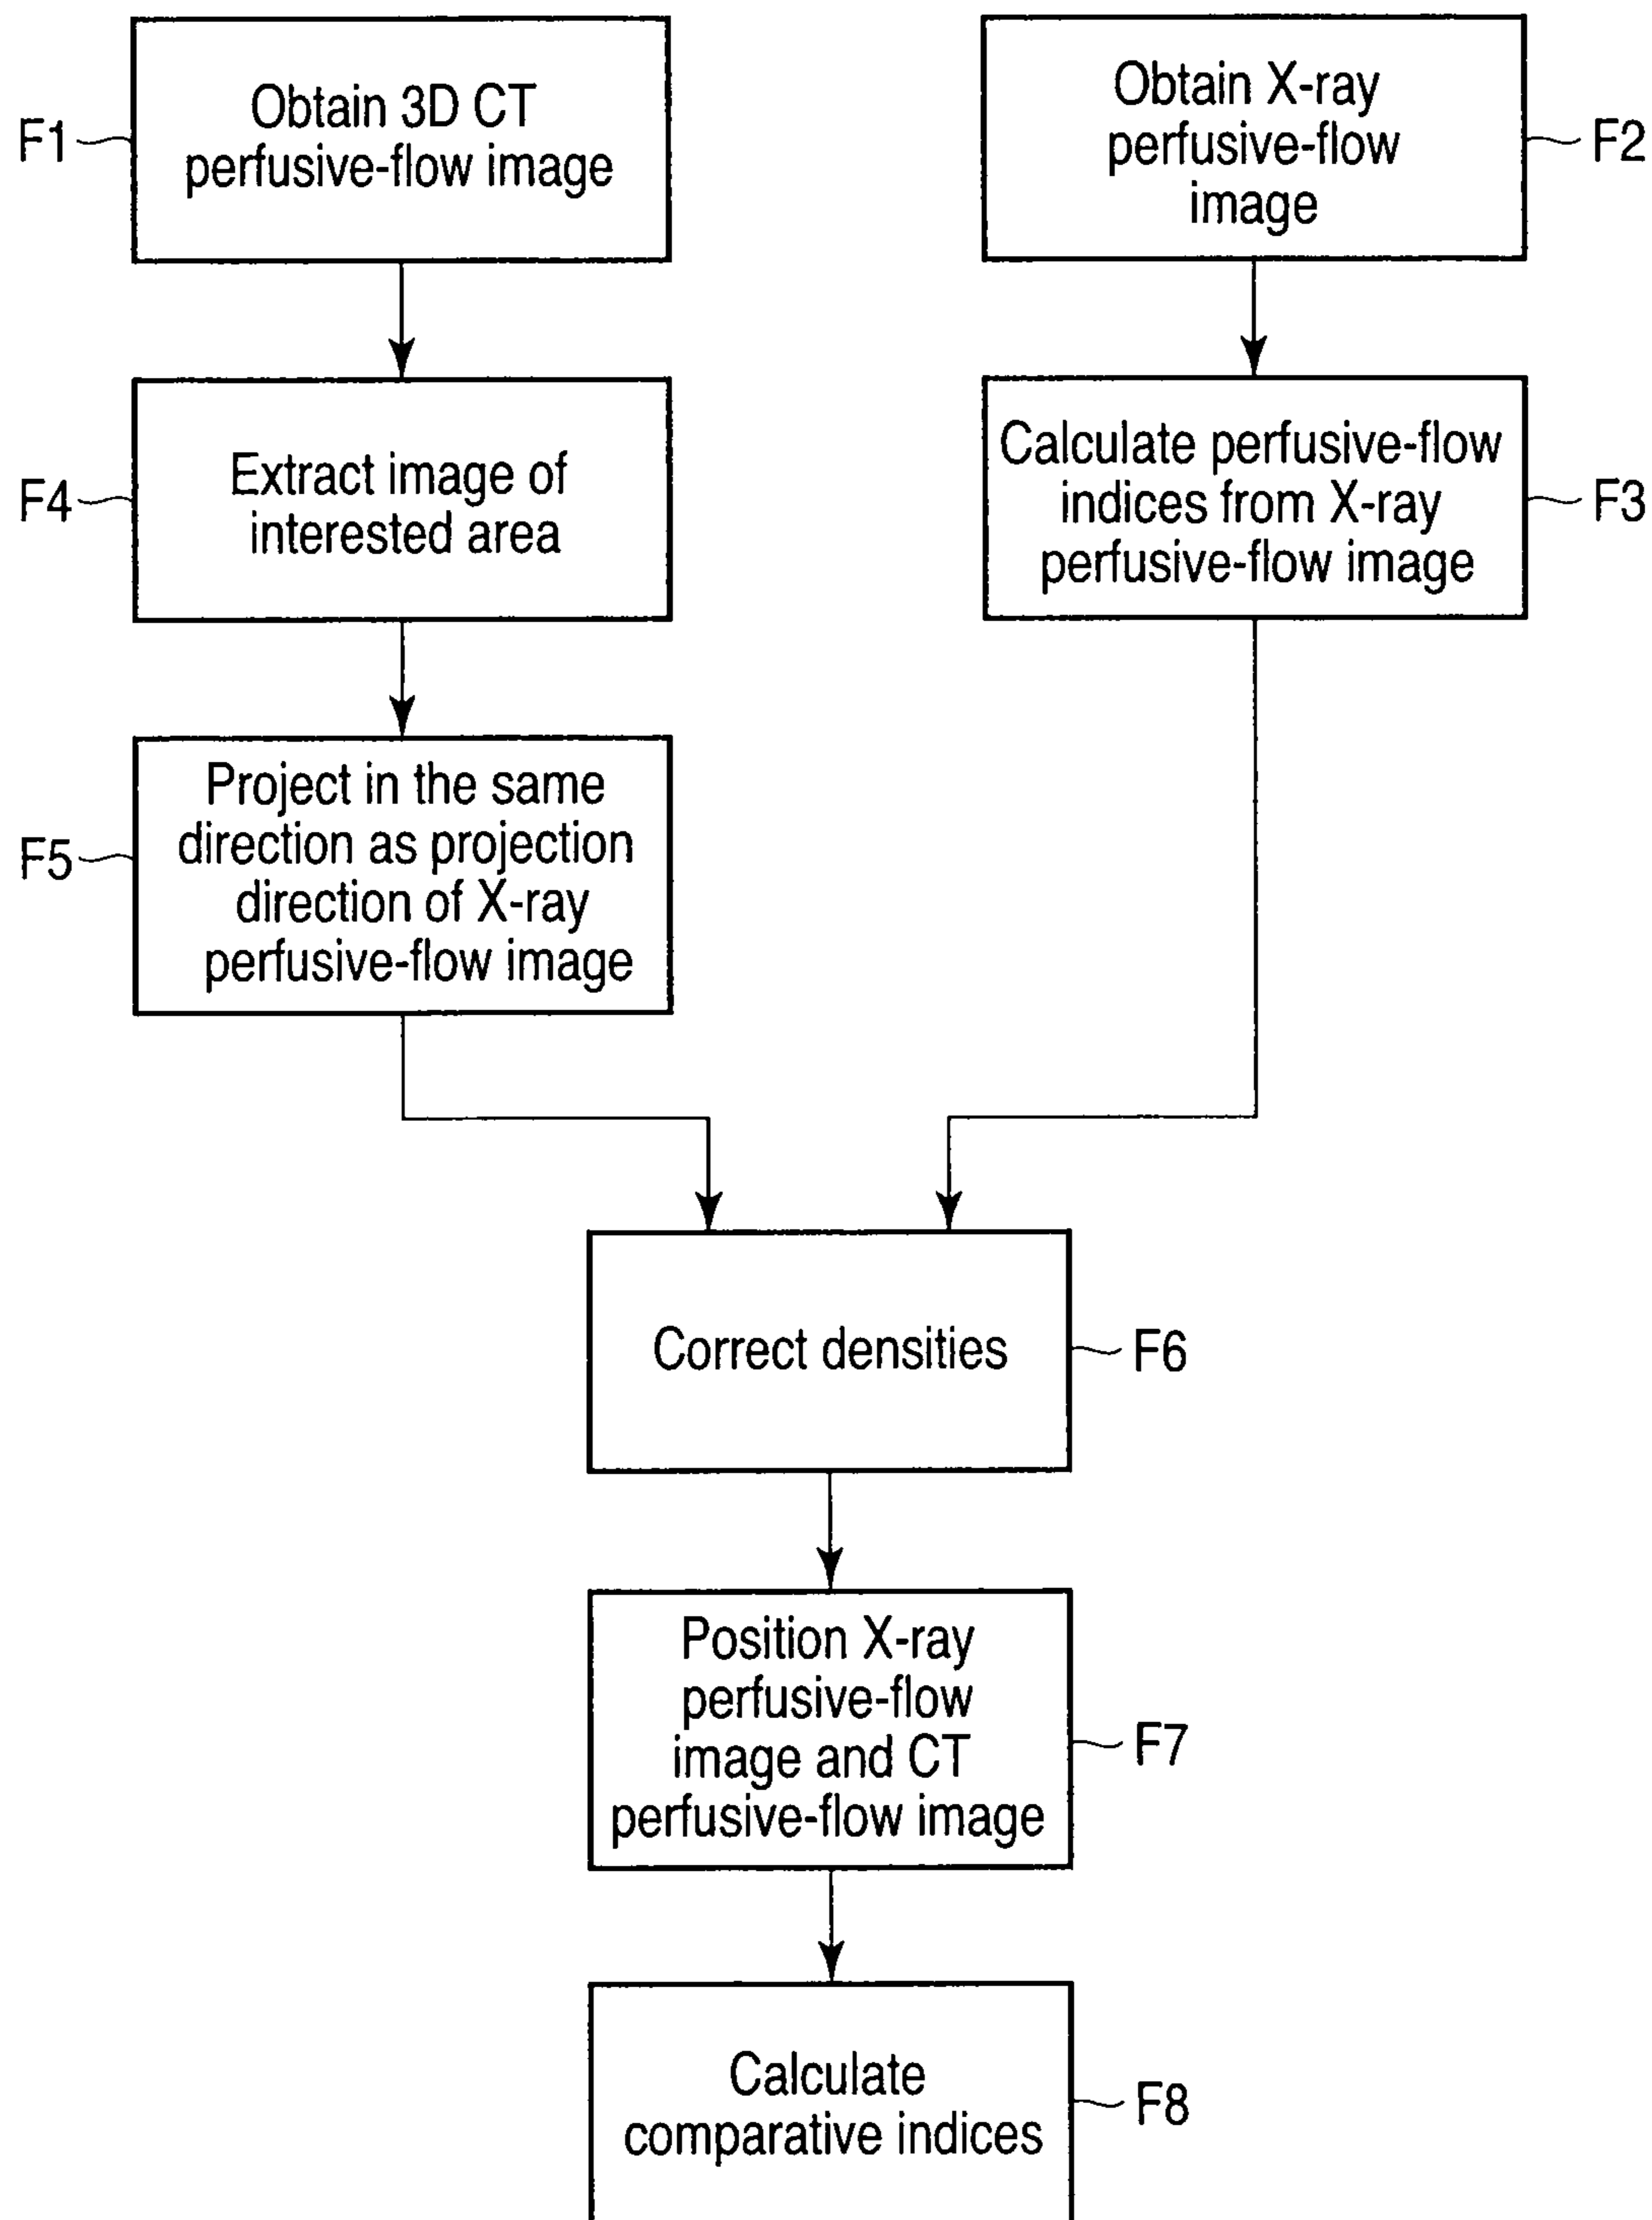 F1
Obtain 3D CT
perfusive-flow image
Obtain X-ray
perfusive-flow
image
F2
F4
Extract image of
interested area
Calculate perfusive-flow
indices from X-ray
perfusive-flow image
F3
F5
Project in the same
direction as projection
direction of X-ray
perfusive-flow image
Correct densities
F6
Position X-ray
perfusive-flow
image and CT
perfusive-flow image
F7
Calculate
comparative indices
F8